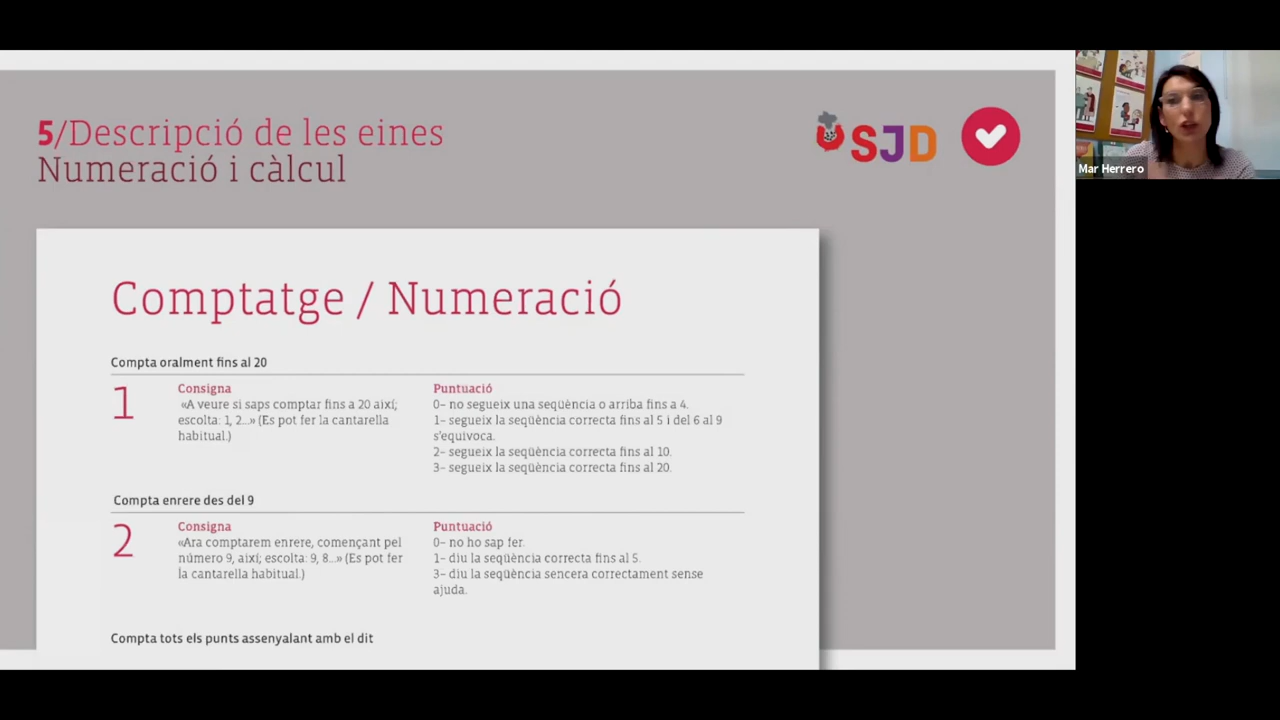 5/Descripció de les eines
Numeració i càlcul
SJD
Mar Herrero
Comptatge / Numeració
Compta oralment fins al 20
1
Consigna
«A veure si saps comptar fins a 20 així;
escolta: 1, 2...» (Es pot fer la cantarella
habitual.)
Puntuació
0– no segueix una seqüència o arriba fins a 4.
1– segueix la seqüència correcta fins al 5 i del 6 al 9
s'equivoca.
2– segueix la seqüència correcta fins al 10.
3– segueix la seqüència correcta fins al 20.
Compta enrere des del 9
2
Consigna
«Ara comptarem enrere, començant pel
número 9, així; escolta: 9, 8...» (Es pot fer
la cantarella habitual.)
Puntuació
0– no ho sap fer.
1– diu la seqüència correcta fins al 5.
3– diu la seqüència sencera correctament sense
ajuda.
Compta tots els punts assenyalant amb el dit